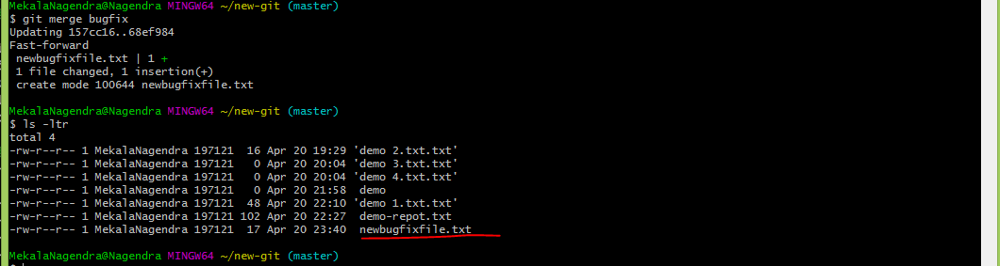 MekalaNagendra@Nagendra MINGW64 ~/new-git (master)
$ git merge bugfix
Updating 157cc16..68ef984
Fast-forward
 newbugfixfile.txt | 1 +
 1 file changed, 1 insertion(+)
 create mode 100644 newbugfixfile.txt
MekalaNagendra@Nagendra MINGW64 ~/new-git (master)
$ ls -ltr
total 4
-rw-r--r-- 1 MekalaNagendra 197121  16 Apr 20 19:29 'demo 2.txt.txt'
-rw-r--r-- 1 MekalaNagendra 197121   0 Apr 20 20:04 'demo 3.txt.txt'
-rw-r--r-- 1 MekalaNagendra 197121   0 Apr 20 20:04 'demo 4.txt.txt'
-rw-r--r-- 1 MekalaNagendra 197121   0 Apr 20 21:58  demo
-rw-r--r-- 1 MekalaNagendra 197121  48 Apr 20 22:10 'demo 1.txt.txt'
-rw-r--r-- 1 MekalaNagendra 197121 102 Apr 20 22:27  demo-repot.txt
-rw-r--r-- 1 MekalaNagendra 197121  17 Apr 20 23:40  newbugfixfile.txt
MekalaNagendra@Nagendra MINGW64 ~/new-git (master)